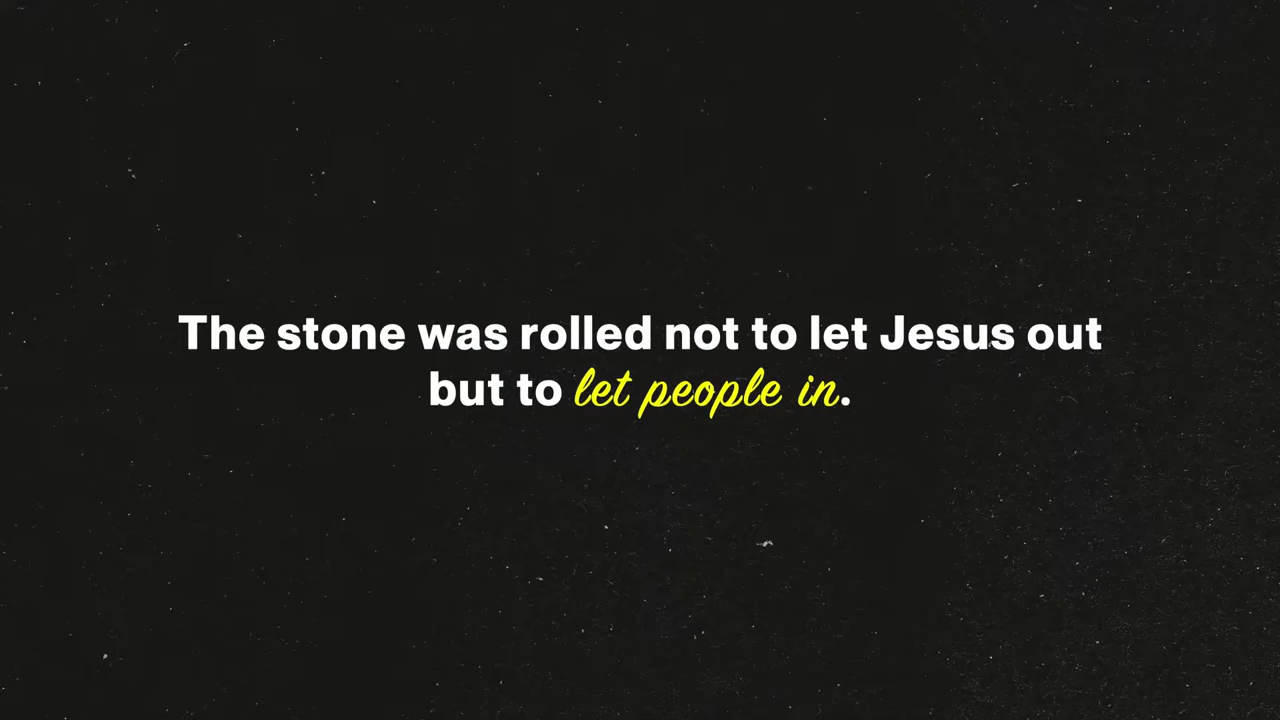 The stone was rolled not to let Jesus out
but to let people in.